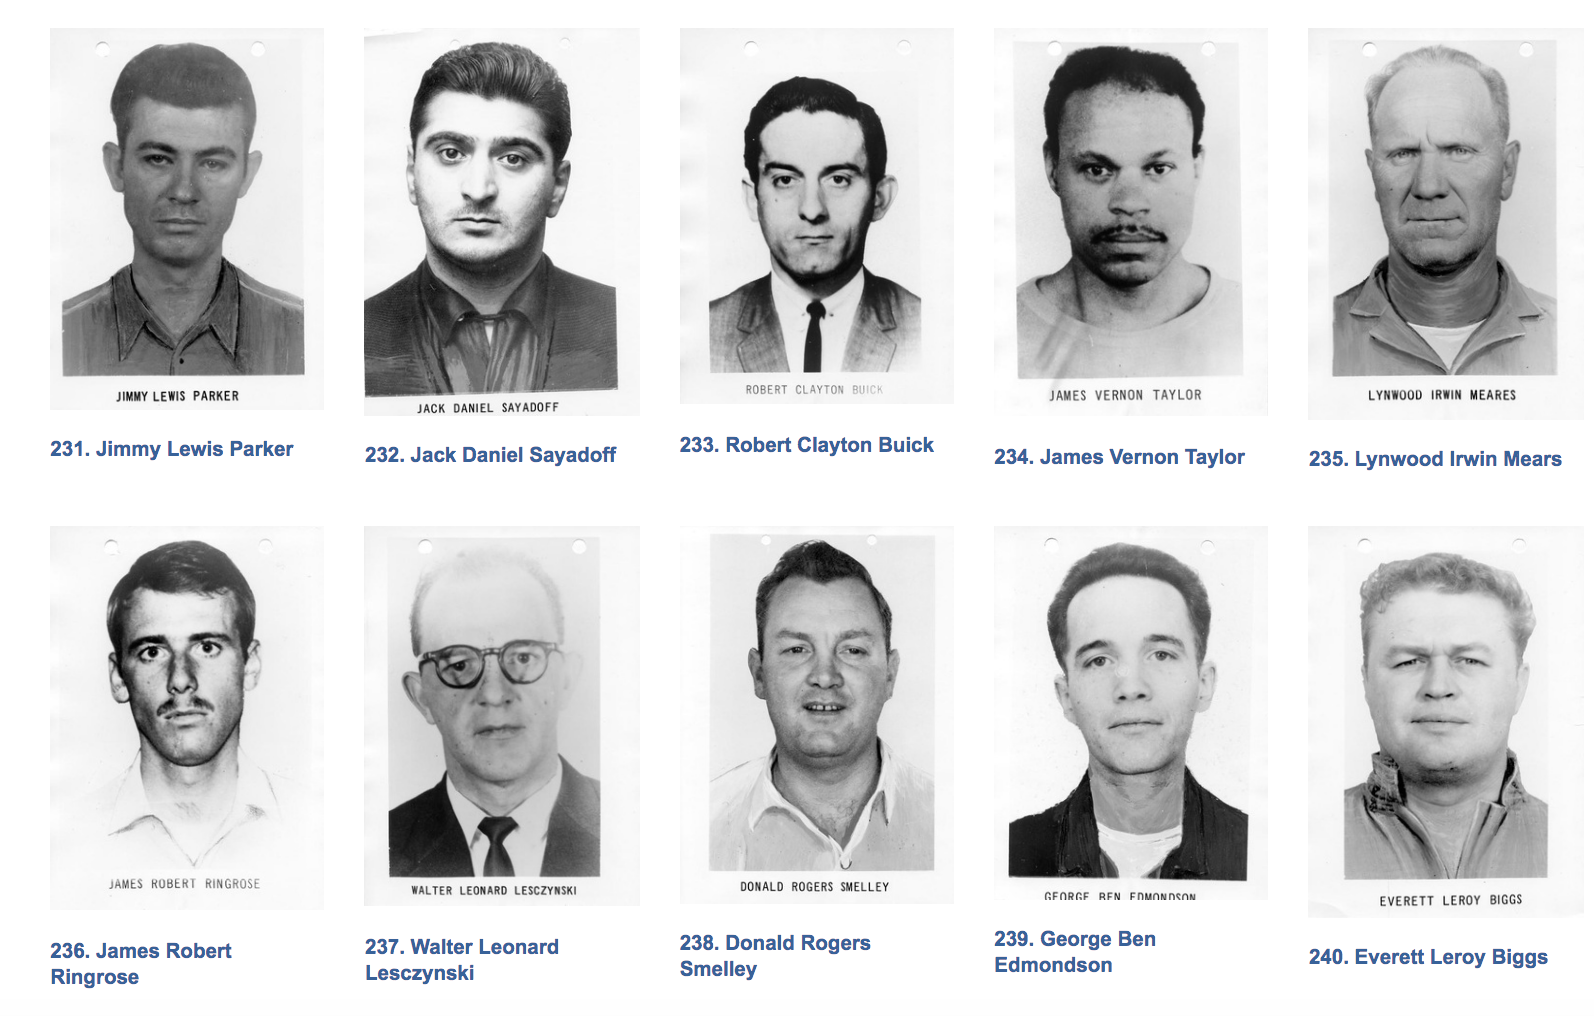 JIMMY LEWIS PARKER
JACK DANIEL SAYADOFF
ROBERT CLAYTON BUICK
JAMES VERNON TAYLOR
LYNWOOD IRWIN MEARES
231. Jimmy Lewis Parker
232. Jack Daniel Sayadoff
233. Robert Clayton Buick
234. James Vernon Taylor
235. Lynwood Irwin Mears
JAMES ROBERT RINGROSE
WALTER LEONARD LESCZYNSKI
DONALD ROGERS SMELLEY
GEORGE BEN EDMONDSON
EVERETT LEROY BIGGS
236. James Robert
Ringrose
237. Walter Leonard
Lesczynski
238. Donald Rogers
Smelley
239. George Ben
Edmondson
240. Everett Leroy Biggs